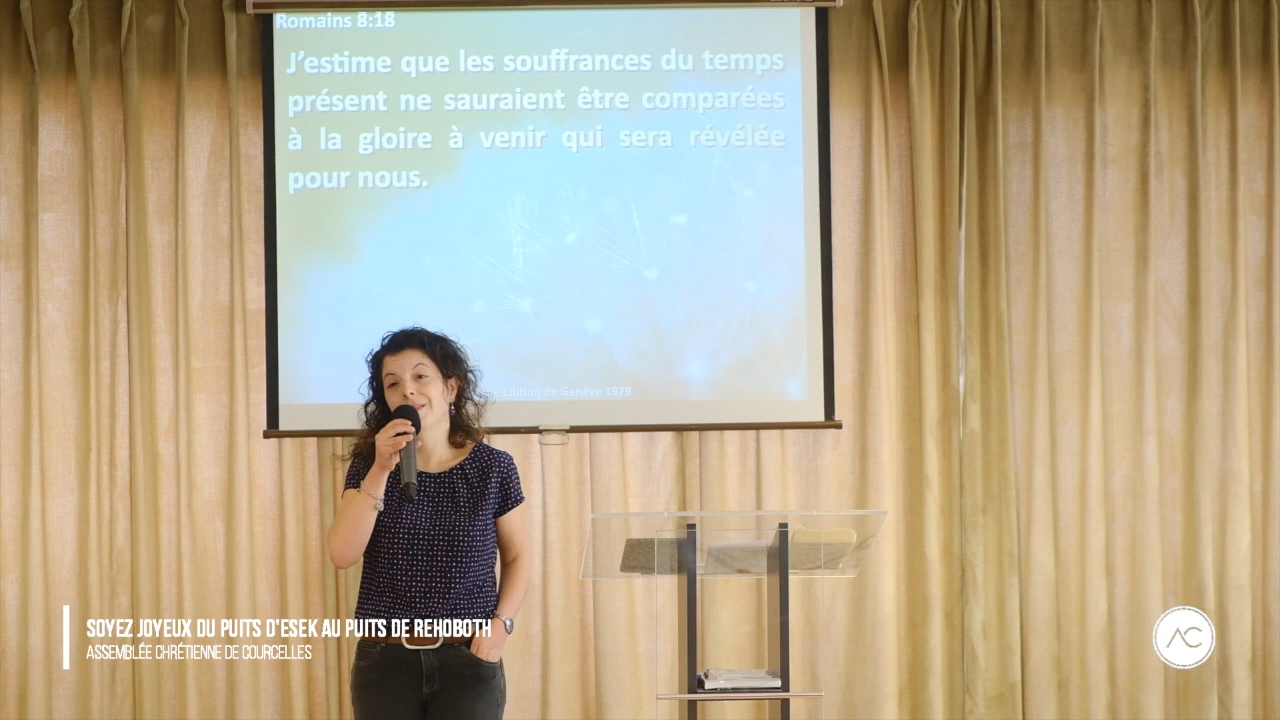 Romains 8:18
J'estime que les souffrances du temps
présent ne sauraient être comparées
à la gloire à venir qui sera révélée
pour nous.
Edition de Genève 1979
SOYEZ JOYEUX DU PUITS D'ESEK AU PUITS DE REHOBOTH
ASSEMBLÉE CHRÉTIENNE DE COURCELLES
AC